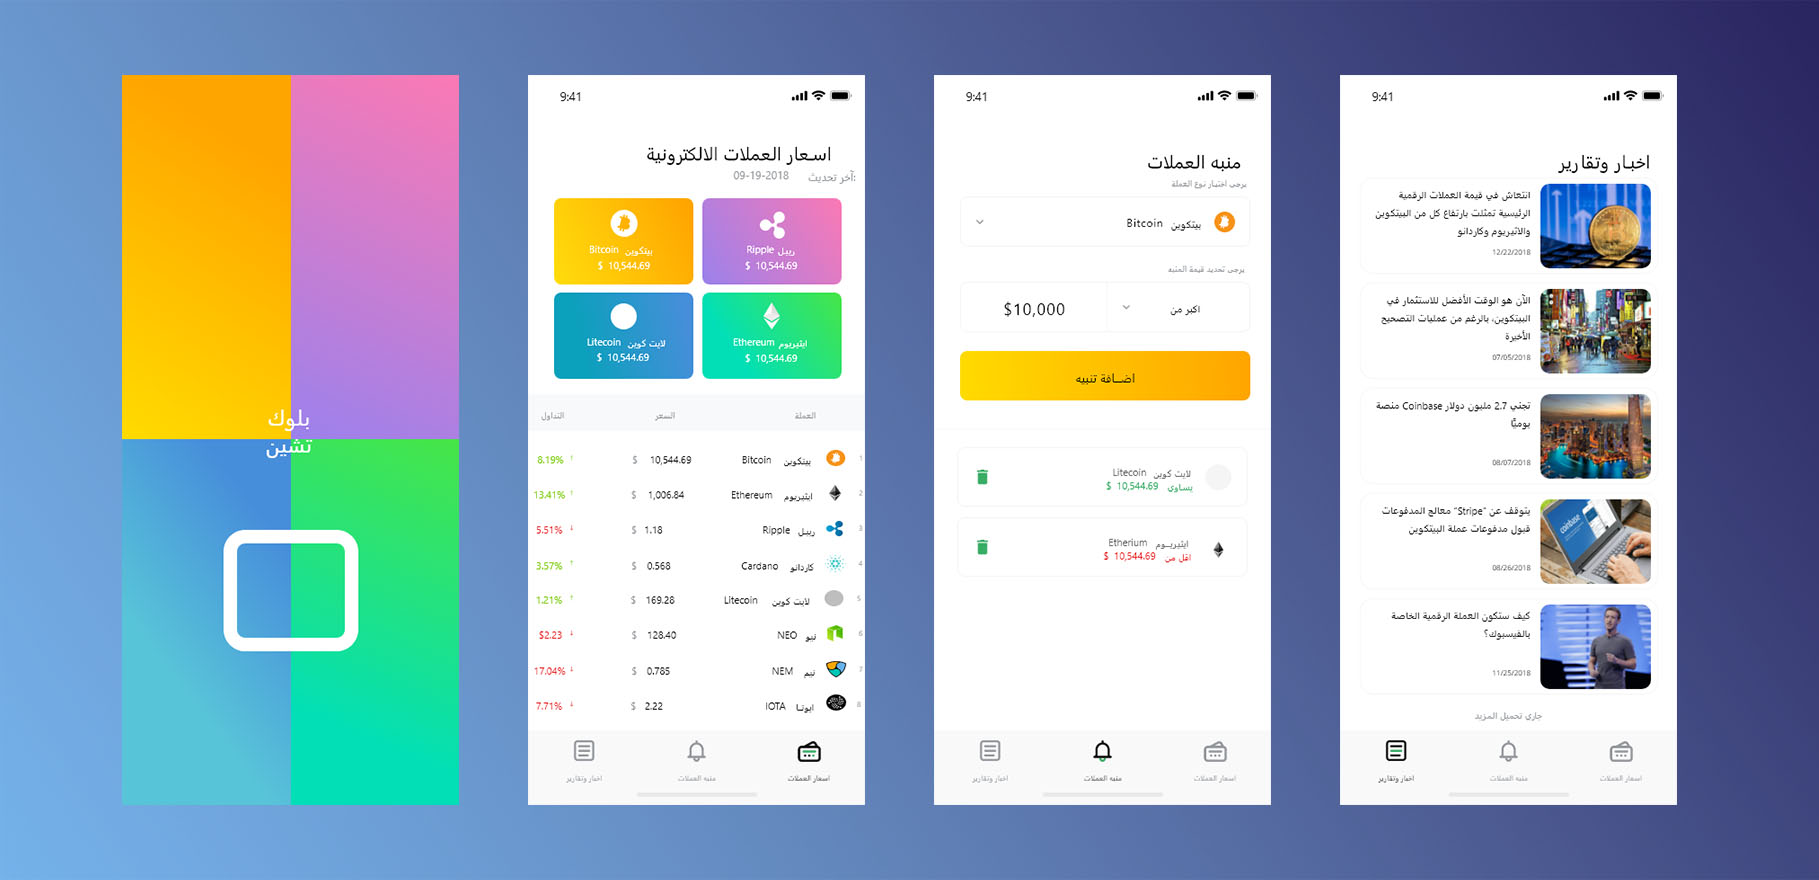 بلوك
تشين
9:41
اسعار العملات الالكترونية
آخر تحديث: 09-19-2018
بيتكوين Bitcoin
$ 10,544.69
ريبل Ripple
$ 10,544.69
لايت كوين Litecoin
$ 10,544.69
ايثيريوم Ethereum
$ 10,544.69
العملة السعر التداول
1 بيتكوين Bitcoin 10,544.69 $ ↑ 8.19%
2 ايثيريوم Ethereum 1,006.84 $ ↑ 13.41%
3 ريبل Ripple 1.18 $ ↓ 5.51%
4 كاردانو Cardano 0.568 $ ↑ 3.57%
5 لايت كوين Litecoin 169.28 $ ↑ 1.21%
6 نيو NEO 128.40 $ ↓ $2.23
7 نيم NEM 0.785 $ ↓ 17.04%
8 ايوتا IOTA 2.22 $ ↓ 7.71%
اسعار العملات منبه العملات اخبار وتقارير
9:41
منبه العملات
يرجى اختيار نوع العملة
بيتكوين Bitcoin
يرجى تحديد قيمة المنبه
اكبر من $10,000
اضــافة تنبيه
لايت كوين Litecoin
يساوي 10,544.69 $
ايثيريــوم Etherium
اقل من 10,544.69 $
اسعار العملات منبه العملات اخبار وتقارير
9:41
اخبار وتقارير
انتعاش في قيمة العملات الرقمية
الرئيسية تمثلت بارتفاع كل من البيتكوين
والاثيريوم وكاردانو
12/22/2018
الآن هو الوقت الأفضل للاستثمار في
البيتكوين، بالرغم من عمليات التصحيح
الأخيرة
07/05/2018
تجني 2.7 مليون دولار Coinbase منصة
يوميًا
08/07/2018
يتوقف عن "Stripe" معالج المدفوعات
قبول مدفوعات عملة البيتكوين
coinbase
08/26/2018
كيف ستكون العملة الرقمية الخاصة
بالفيسبوك؟
11/25/2018
جاري تحميل المزيد
اسعار العملات منبه العملات اخبار وتقارير